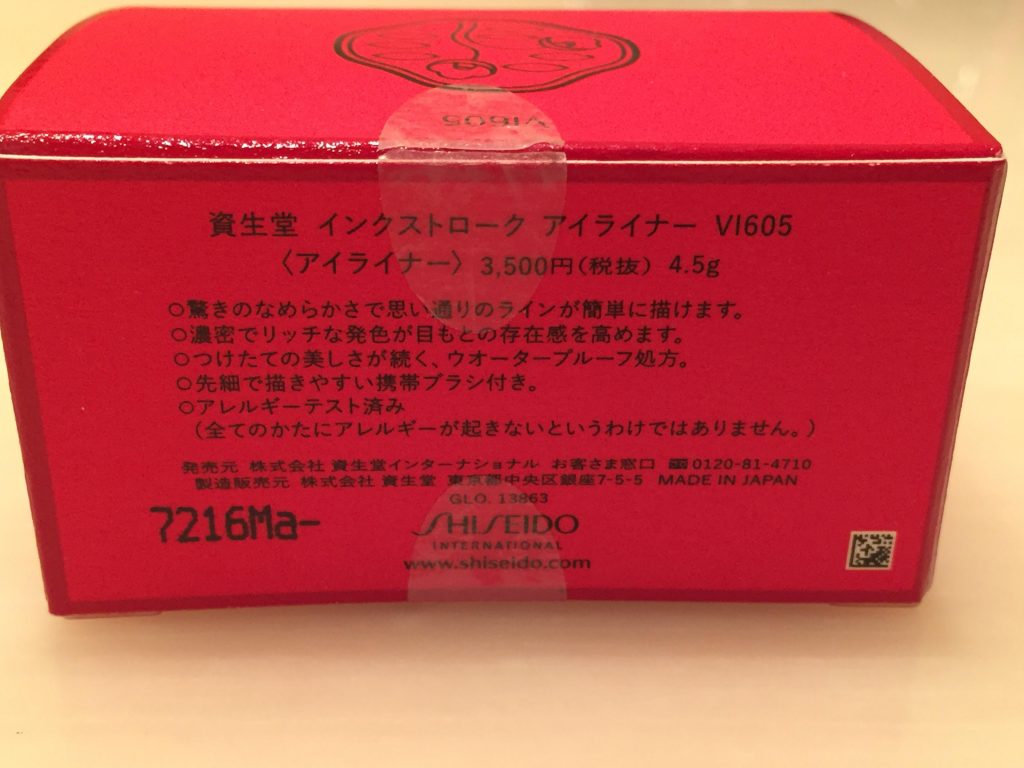 VI605
資生堂 インクストローク アイライナー VI605
〈アイライナー〉 3,500円(税抜) 4.5g
○驚きのなめらかさで思い通りのラインが簡単に描けます。
○濃密でリッチな発色が目もとの存在感を高めます。
○つけたての美しさが続く、ウオータープルーフ処方。
○先細で描きやすい携帯ブラシ付き。
○アレルギーテスト済み
(全てのかたにアレルギーが起きないというわけではありません。)
発売元 株式会社 資生堂インターナショナル お客さま窓口 0120-81-4710
製造販売元 株式会社 資生堂 東京都中央区銀座7-5-5 MADE IN JAPAN
GLO. 13863
7216Ma-
SHISEIDO
INTERNATIONAL
www.shiseido.com